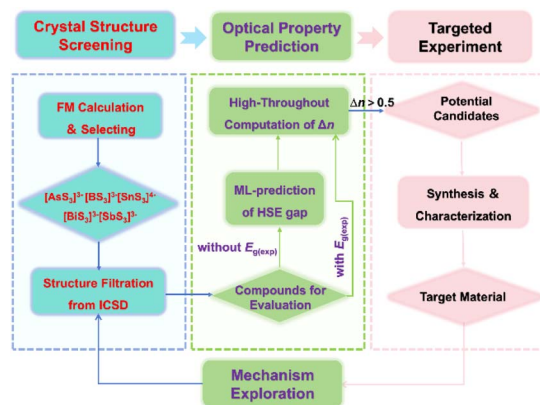 Crystal Structure
Screening
Optical Property
Prediction
Targeted
Experiment
FM Calculation
& Selecting
[AsS₃]³⁻[BS₃]³⁻[SnS₃]⁴⁻
[BiS₃]³⁻[SbS₃]³⁻
Structure Filtration
from ICSD
High-Throughout
Computation of Δn
Δn > 0.5
ML-prediction
of HSE gap
without Eg(exp)
with Eg(exp)
Compounds for
Evaluation
Potential
Candidates
Synthesis &
Characterization
Target Material
Mechanism
Exploration